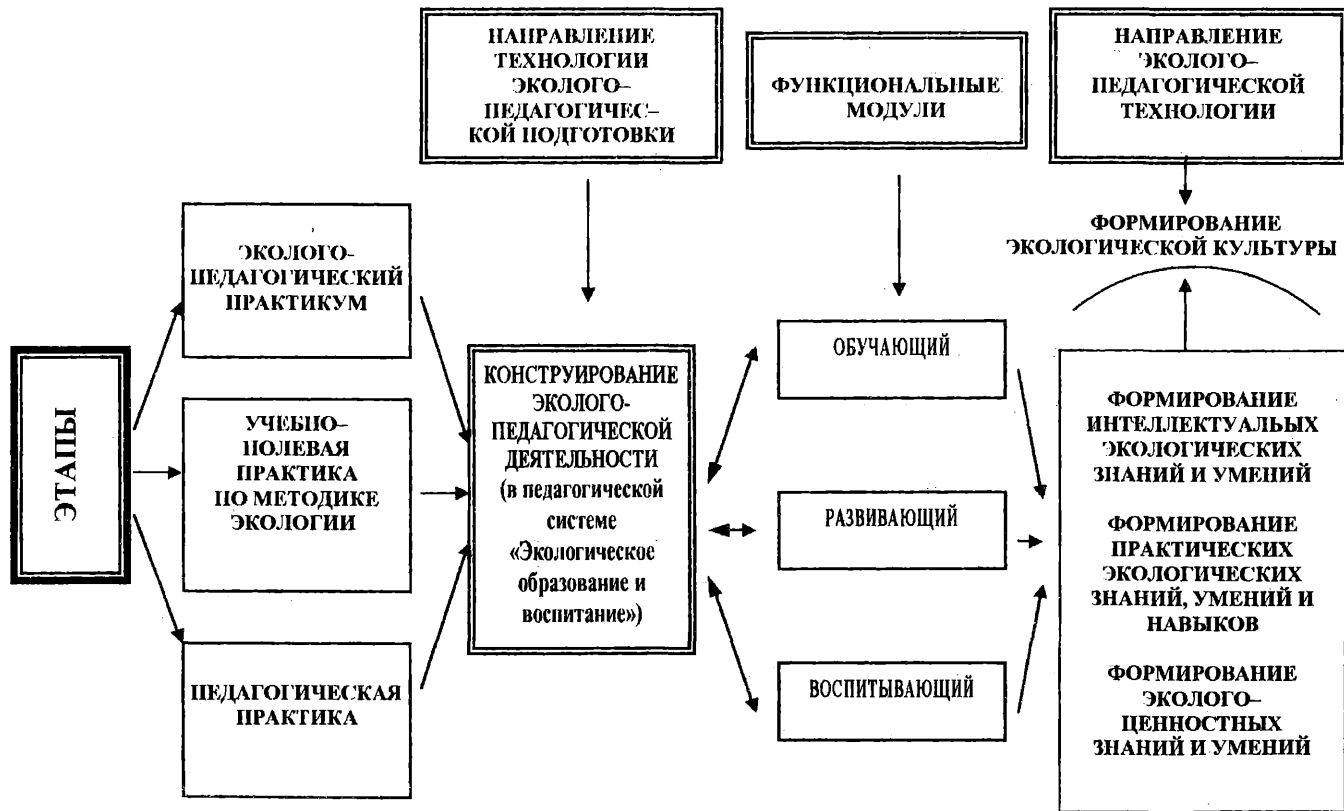 НАПРАВЛЕНИЕ
ТЕХНОЛОГИИ
ЭКОЛОГО-
ПЕДАГОГИЧЕС–
КОЙ ПОДГОТОВКИ
ФУНКЦИОНАЛЬНЫЕ
МОДУЛИ
НАПРАВЛЕНИЕ
ЭКОЛОГО–
ПЕДАГОГИЧЕСКОЙ
ТЕХНОЛОГИИ
ФОРМИРОВАНИЕ
ЭКОЛОГИЧЕСКОЙ КУЛЬТУРЫ
ЭТАПЫ
ЭКОЛОГО-
ПЕДАГОГИЧЕСКИЙ
ПРАКТИКУМ
УЧЕБНО–
ПОЛЕВАЯ
ПРАКТИКА
ПО МЕТОДИКЕ
ЭКОЛОГИИ
ПЕДАГОГИЧЕСКАЯ
ПРАКТИКА
КОНСТРУИРОВАНИЕ
ЭКОЛОГО-
ПЕДАГОГИЧЕСКОЙ
ДЕЯТЕЛЬНОСТИ
(в педагогической
системе
«Экологическое
образование и
воспитание»)
ОБУЧАЮЩИЙ
РАЗВИВАЮЩИЙ
ВОСПИТЫВАЮЩИЙ
ФОРМИРОВАНИЕ
ИНТЕЛЛЕКТУАЛЬЫХ
ЭКОЛОГИЧЕСКИХ
ЗНАНИЙ И УМЕНИЙ
ФОРМИРОВАНИЕ
ПРАКТИЧЕСКИХ
ЭКОЛОГИЧЕСКИХ
ЗНАНИЙ, УМЕНИЙ И
НАВЫКОВ
ФОРМИРОВАНИЕ
ЭКОЛОГО–
ЦЕННОСТНЫХ
ЗНАНИЙ И УМЕНИЙ